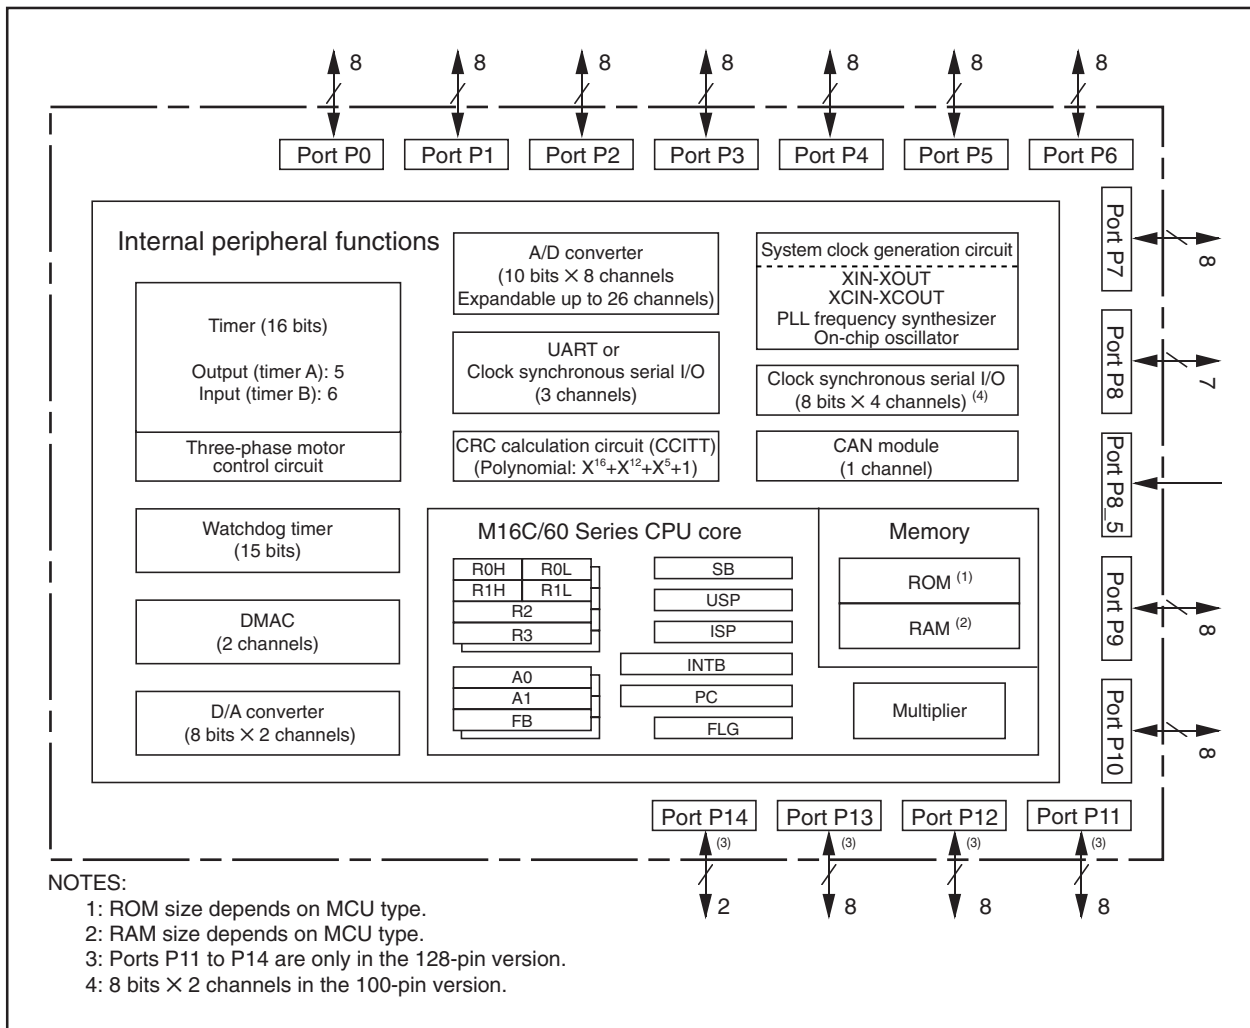 8 8 8 8 8 8 8
Port P0 Port P1 Port P2 Port P3 Port P4 Port P5 Port P6
Internal peripheral functions
Timer (16 bits)
Output (timer A): 5
Input (timer B): 6
Three-phase motor
control circuit
Watchdog timer
(15 bits)
DMAC
(2 channels)
D/A converter
(8 bits × 2 channels)
A/D converter
(10 bits × 8 channels
Expandable up to 26 channels)
UART or
Clock synchronous serial I/O
(3 channels)
CRC calculation circuit (CCITT)
(Polynomial: X¹⁶+X¹²+X⁵+1)
System clock generation circuit
XIN-XOUT
XCIN-XCOUT
PLL frequency synthesizer
On-chip oscillator
Clock synchronous serial I/O
(8 bits × 4 channels) (4)
CAN module
(1 channel)
M16C/60 Series CPU core
R0H R0L
R1H R1L
R2
R3
A0
A1
FB
SB
USP
ISP
INTB
PC
FLG
Memory
ROM (1)
RAM (2)
Multiplier
Port P7
8
Port P8
7
Port P8_5
Port P9
8
Port P10
8
Port P14 Port P13 Port P12 Port P11
(3) (3) (3) (3)
2 8 8 8
NOTES:
1: ROM size depends on MCU type.
2: RAM size depends on MCU type.
3: Ports P11 to P14 are only in the 128-pin version.
4: 8 bits × 2 channels in the 100-pin version.